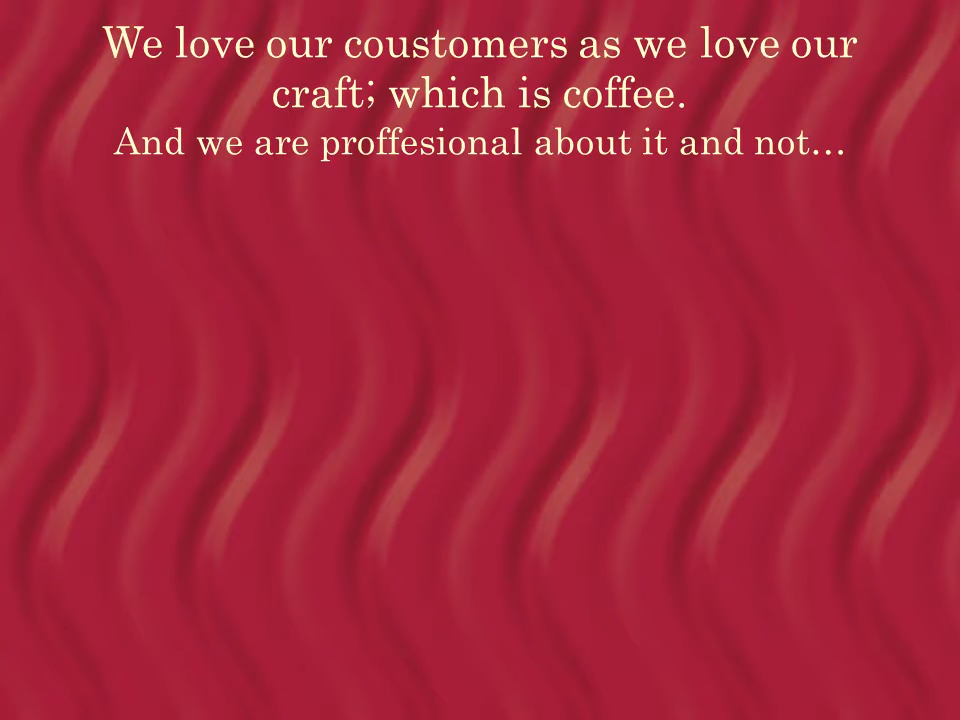 We love our coustomers as we love our
craft; which is coffee.
And we are proffesional about it and not…